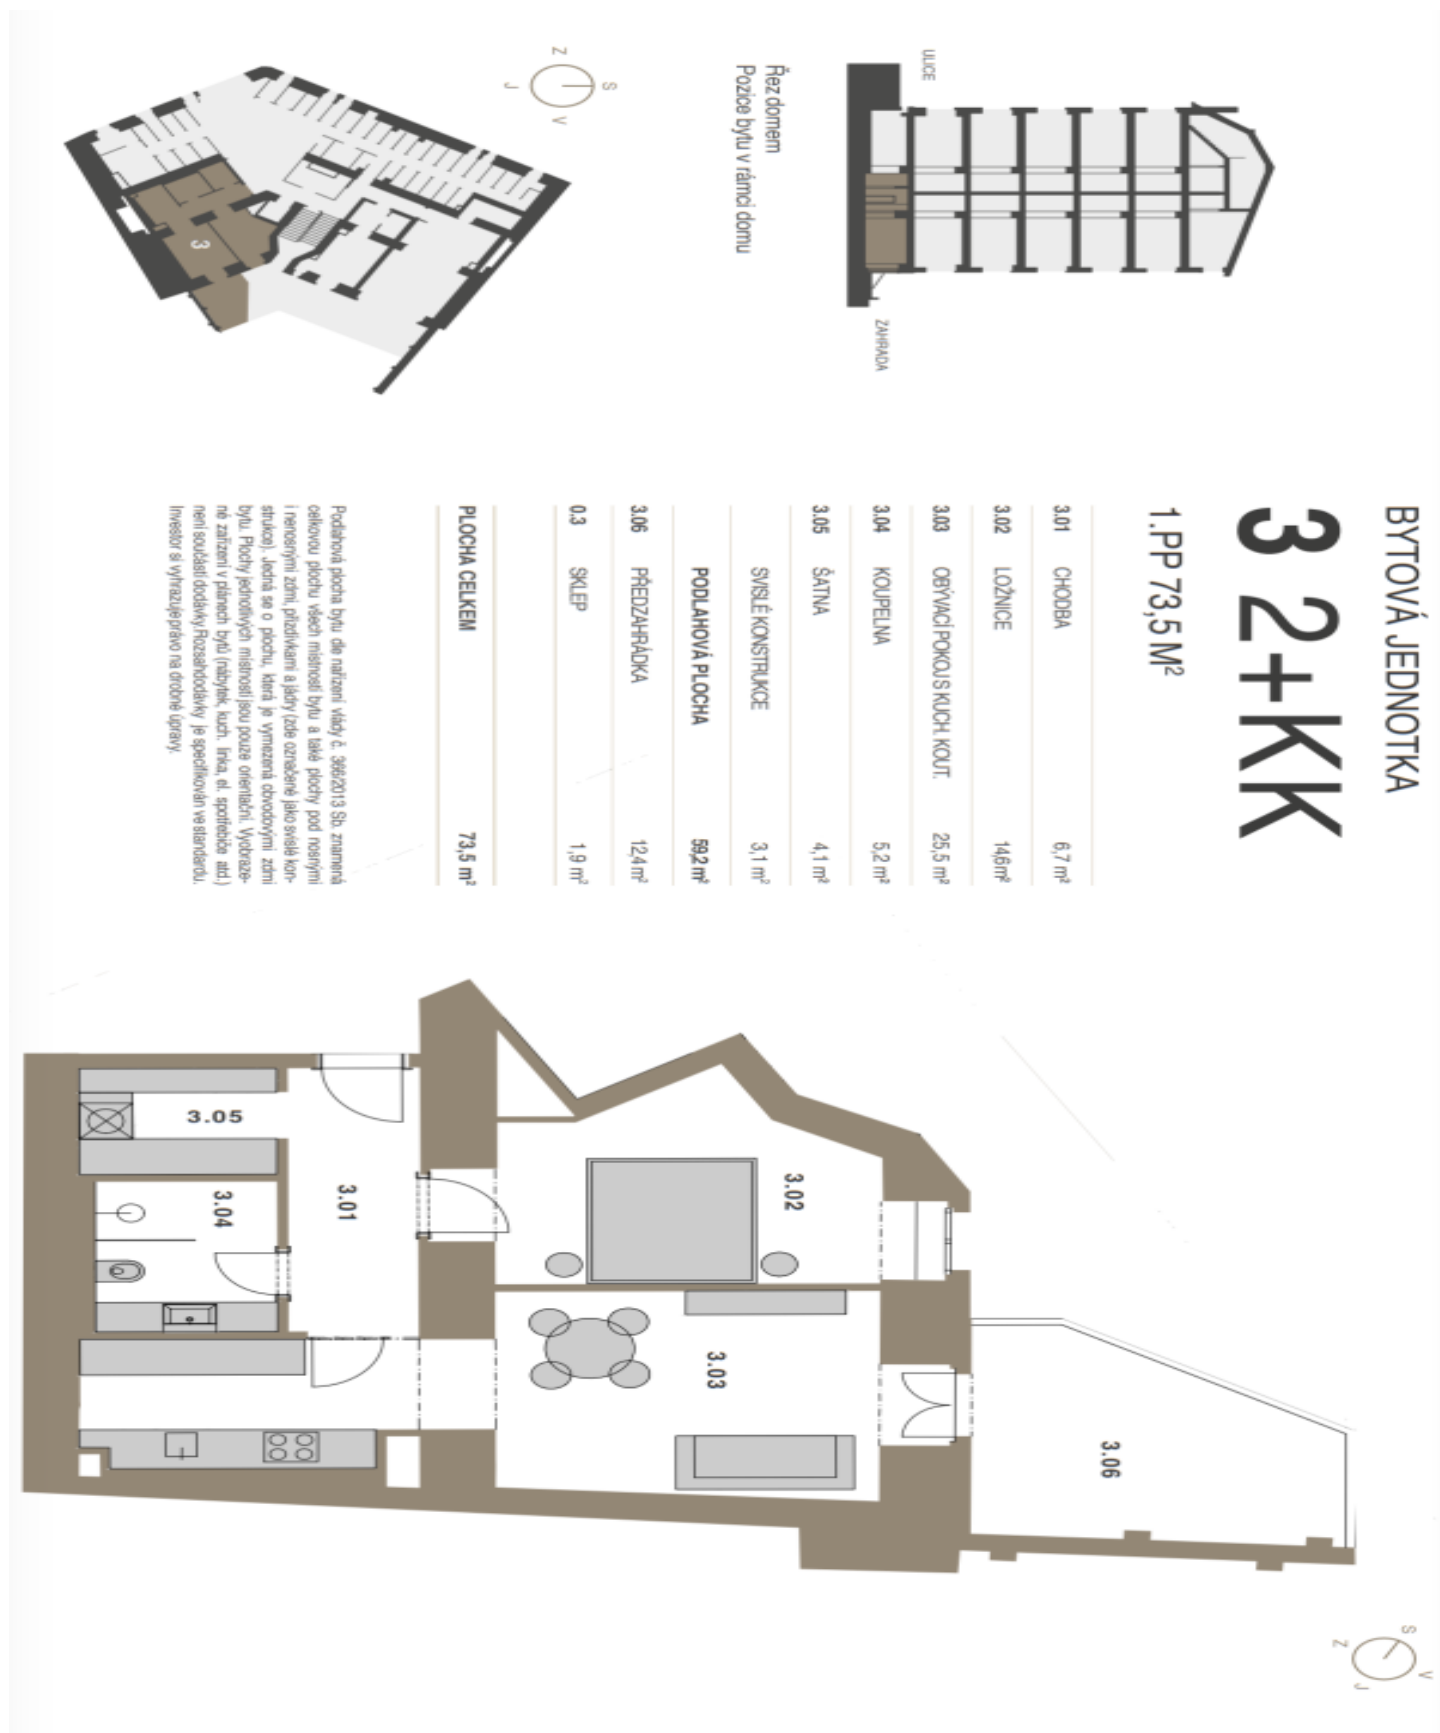 BYTOVÁ JEDNOTKA
3 2+KK
1.PP 73,5 M²
3.01 CHODBA 6,7 m²
3.02 LOŽNICE 14,6m²
3.03 OBÝVACÍ POKOJ S KUCH. KOUT. 25,5 m²
3.04 KOUPELNA 5,2 m²
3.05 ŠATNA 4,1 m²
SVISLÉ KONSTRUKCE 3,1 m²
PODLAHOVÁ PLOCHA 59,2 m²
3.06 PŘEDZAHRÁDKA 12,4 m²
0.3 SKLEP 1,9 m²
PLOCHA CELKEM 73,5 m²
Podlahová plocha bytu dle nařízení vlády č. 366/2013 Sb. znamená
celkovou plochu všech místností bytu a také plochy pod nosnými
i nenosnými zdmi, přizdívkami a jádry (zde označené jako svislé kon-
strukce). Jedná se o plochu, která je vymezená obvodovými zdmi
bytu. Plochy jednotlivých místností jsou pouze orientační. Vyobraze-
né zařízení v plánech bytů (nábytek, kuch. linka, el. spotřebiče atd.)
není součástí dodávky. Rozsah dodávky je specifikován ve standardu.
Investor si vyhrazuje právo na drobné úpravy.
ULICE
ZAHRADA
Řez domem
Pozice bytu v rámci domu
S
Z
V
J
3
3.02
3.01
3.05
3.04
3.03
3.06
S
V
Z
J